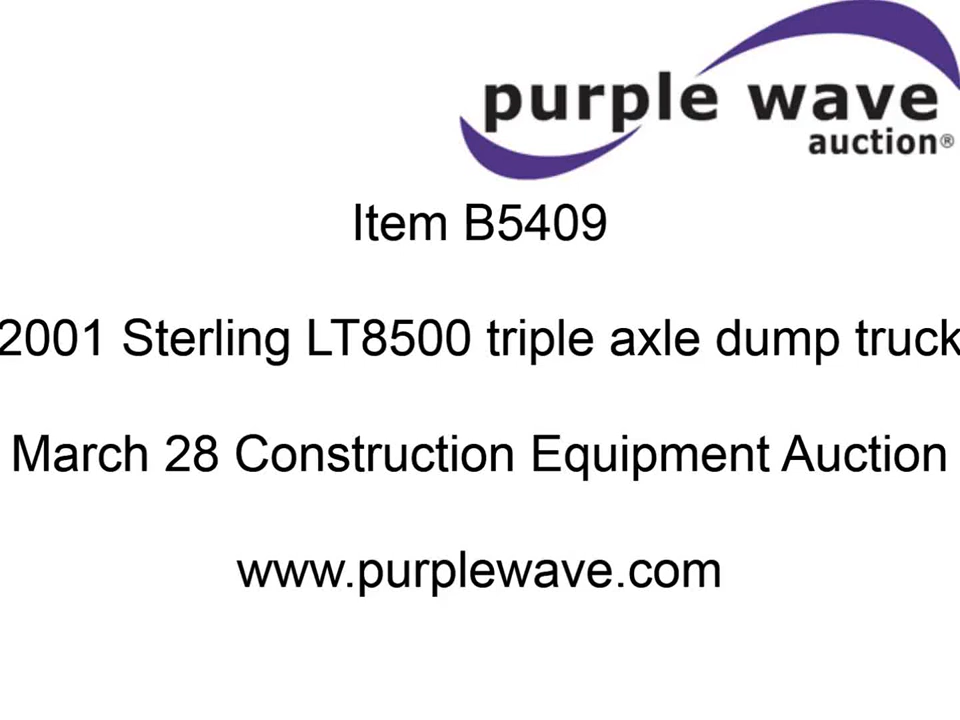 purple wave
auction®
Item B5409
2001 Sterling LT8500 triple axle dump truck
March 28 Construction Equipment Auction
www.purplewave.com